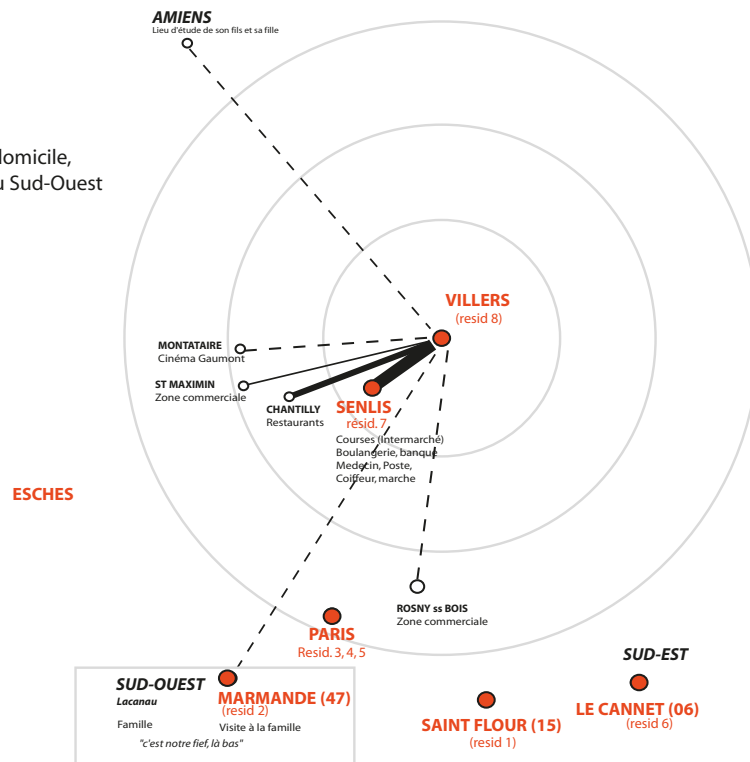 AMIENS
Lieu d'étude de son fils et sa fille
domicile,
u Sud-Ouest
VILLERS
(resid 8)
MONTATAIRE
Cinéma Gaumont
ST MAXIMIN
Zone commerciale
CHANTILLY
Restaurants
SENLIS
résid. 7
Courses (Intermarché)
Boulangerie, banque
Medecin, Poste,
Coiffeur, marche
ESCHES
ROSNY ss BOIS
Zone commerciale
PARIS
Resid. 3, 4, 5
SUD-EST
SUD-OUEST
Lacanau
Famille
MARMANDE (47)
(resid 2)
Visite à la famille
"c'est notre fief, là bas"
SAINT FLOUR (15)
(resid 1)
LE CANNET (06)
(resid 6)